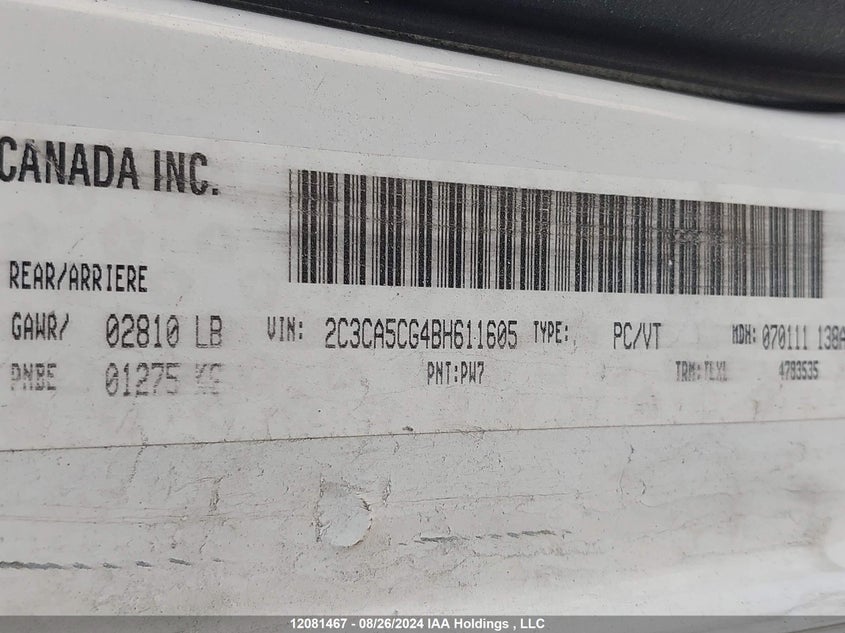 CANADA INC.
REAR/ARRIERE
GAWR/ 02810 LB VIN: 2C3CA5CG4BH611605 TYPE: PC/VT MDH: 070111 138A
PNBE 01275 KG PNT:PW7 TRM: 4783535
12081467 - 08/26/2024 IAA Holdings , LLC